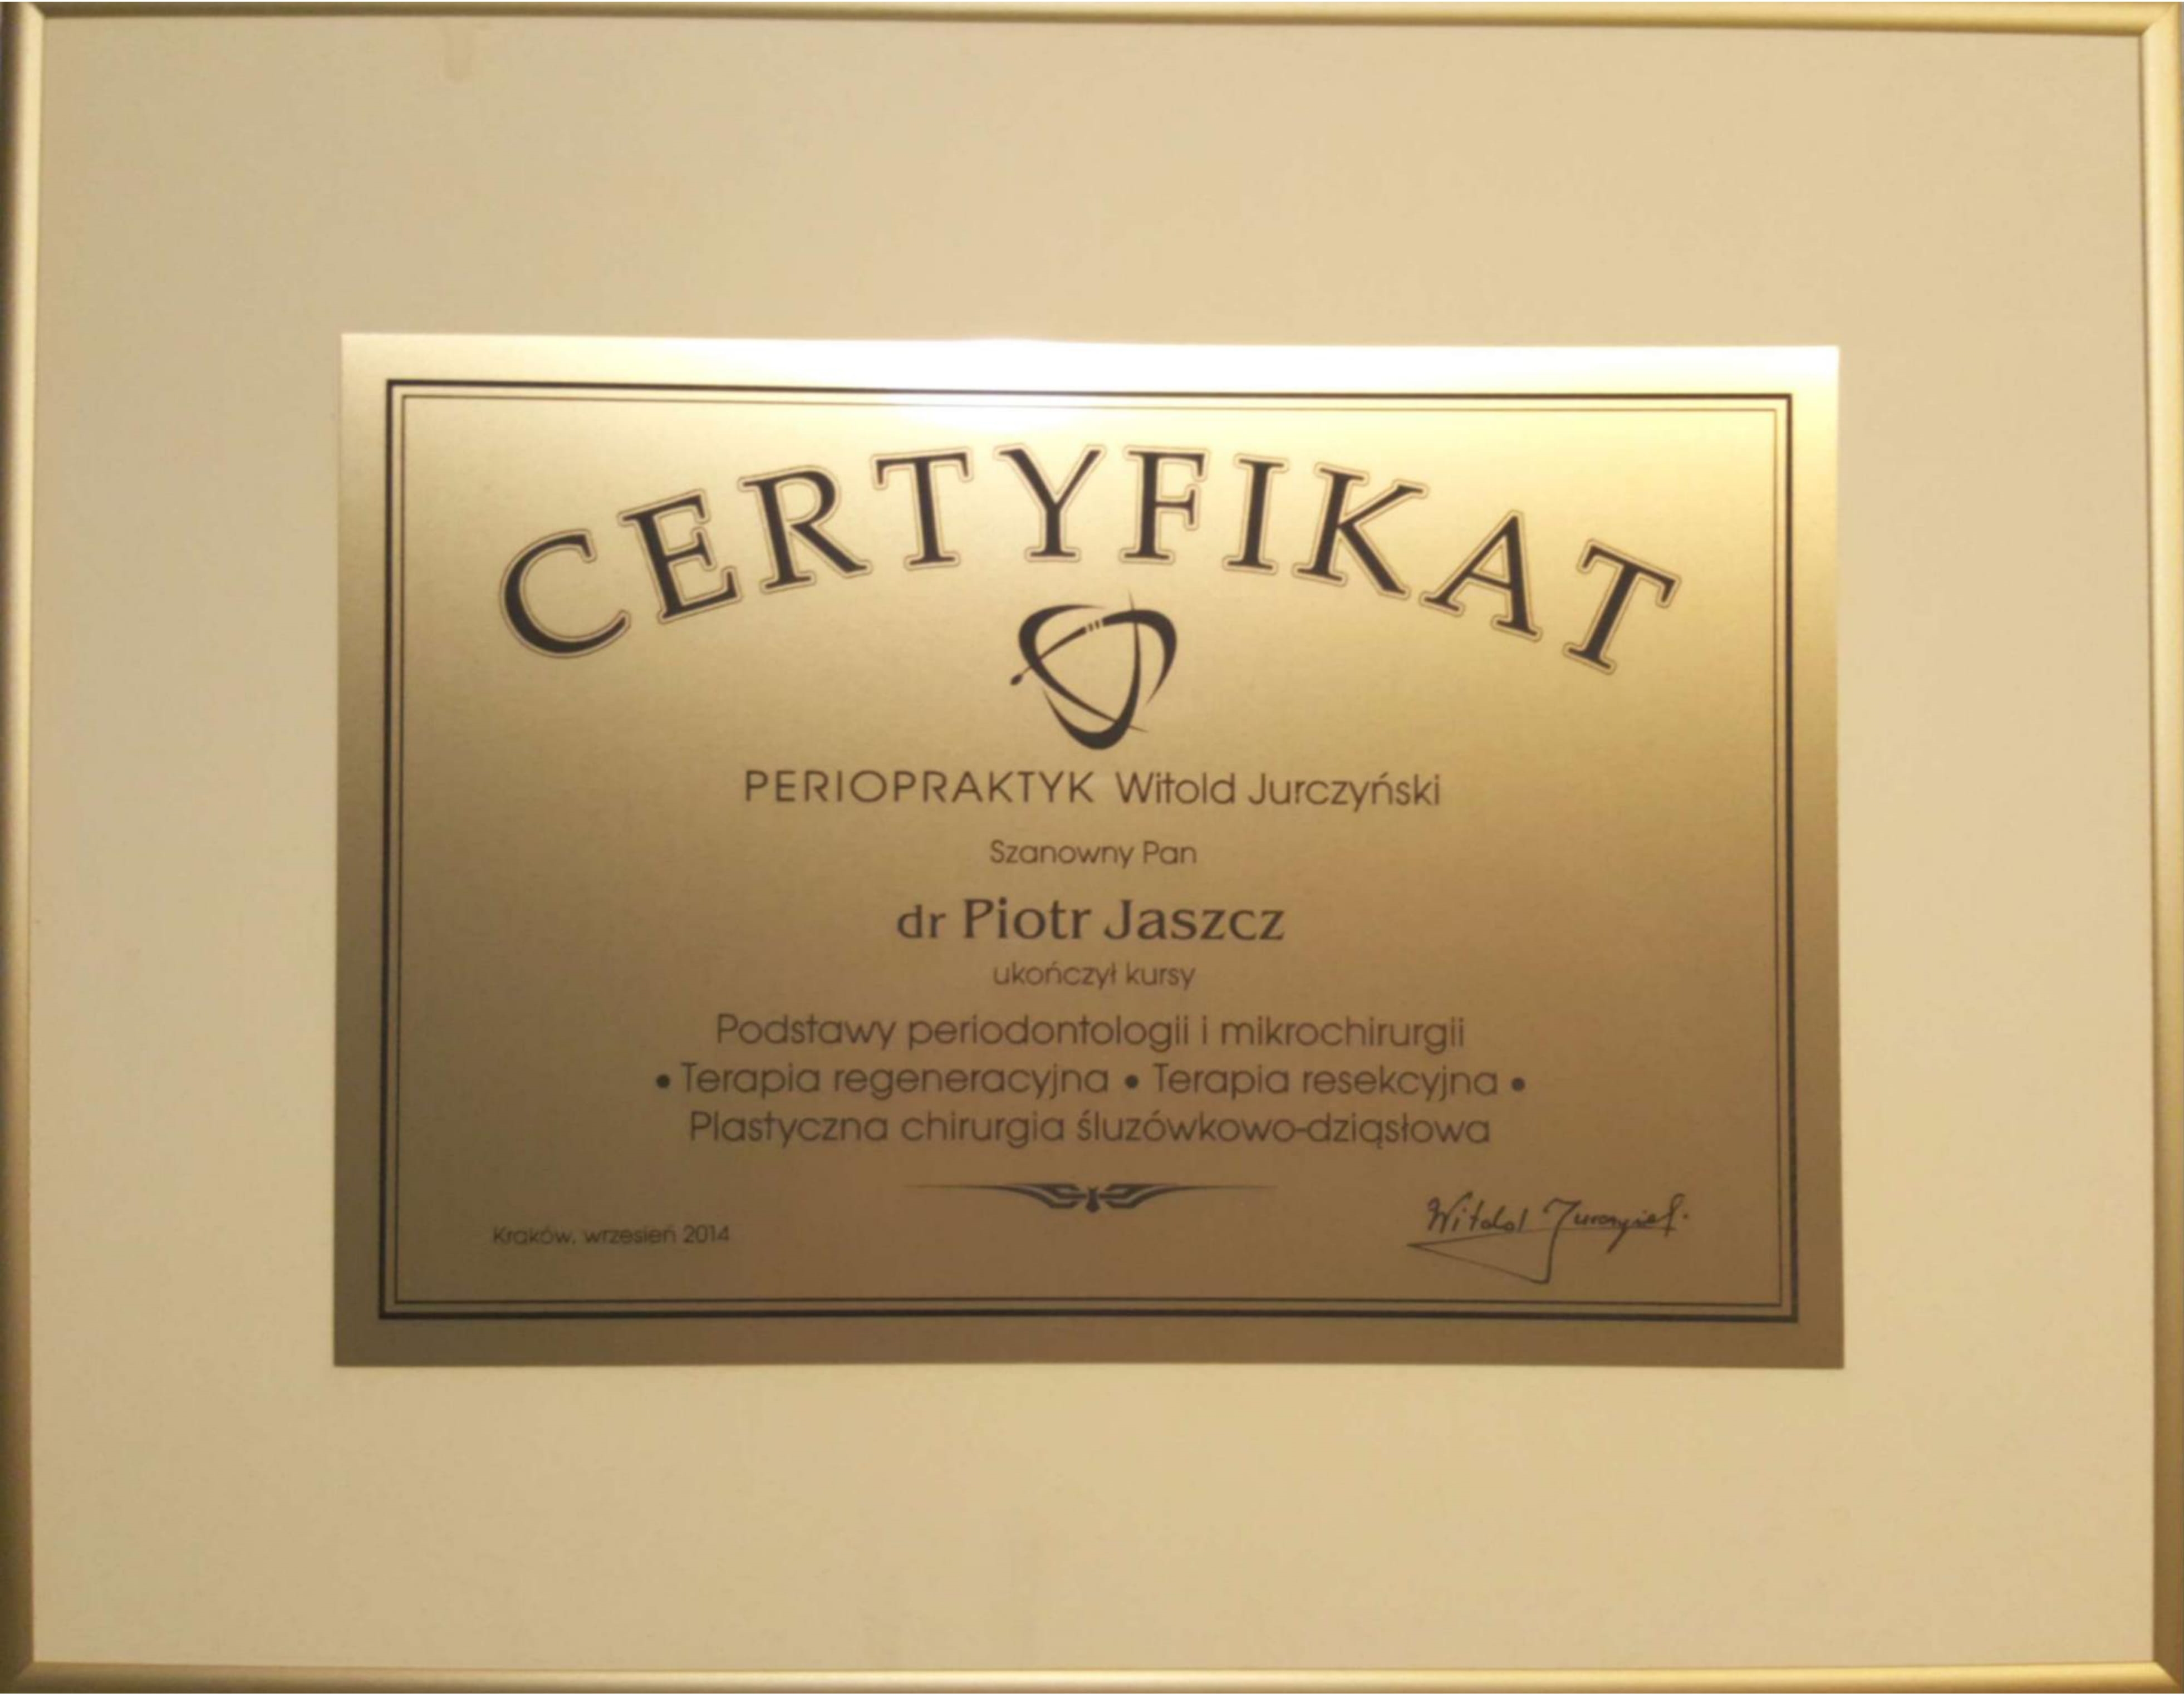 CERTYFIKAT
PERIOPRAKTYK Witold Jurczyński
Szanowny Pan
dr Piotr Jaszcz
ukończył kursy
Podstawy periodontologii i mikrochirurgii
• Terapia regeneracyjna • Terapia resekcyjna •
Plastyczna chirurgia śluzówkowo-dziąsłowa
Kraków, wrzesień 2014
Witold